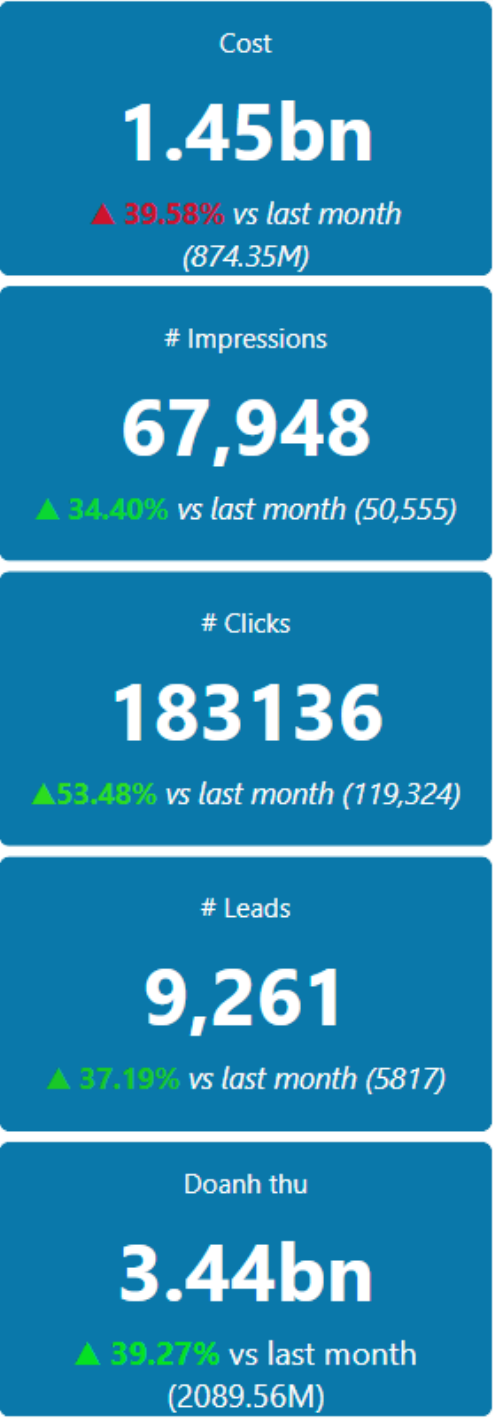 Cost
1.45bn
▲ 39.58% vs last month
(874.35M)
# Impressions
67,948
▲ 34.40% vs last month (50,555)
# Clicks
183136
▲53.48% vs last month (119,324)
# Leads
9,261
▲ 37.19% vs last month (5817)
Doanh thu
3.44bn
▲ 39.27% vs last month
(2089.56M)